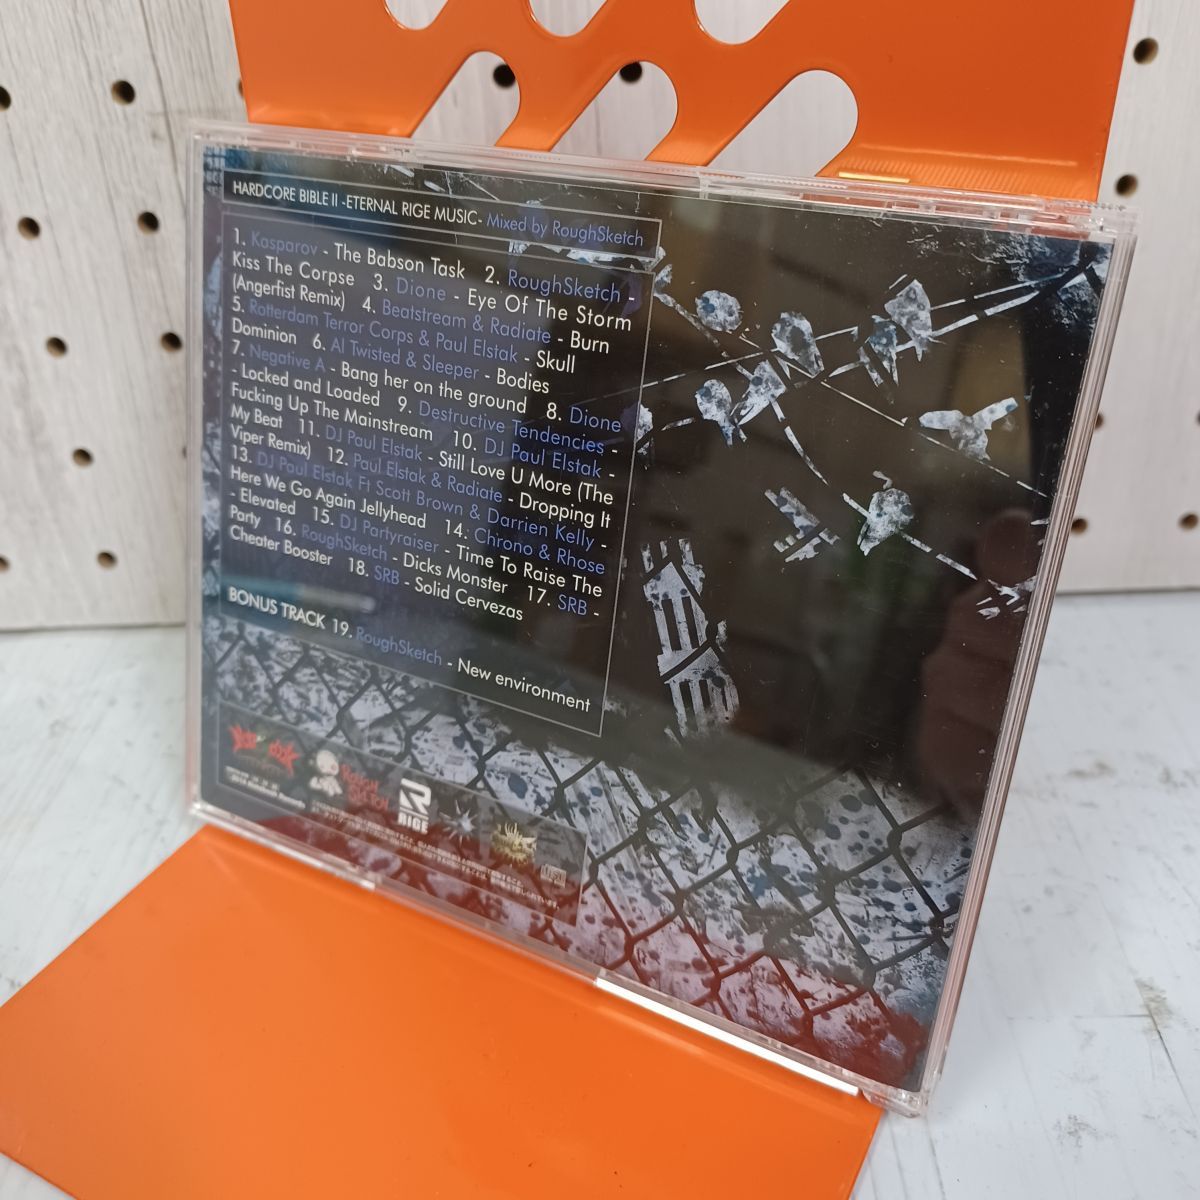 HARDCORE BIBLE II -ETERNAL RIGE MUSIC- Mixed by RoughSketch
1. Kasparov - The Babson Task 2. RoughSketch -
Kiss The Corpse 3. Dione - Eye Of The Storm
(Angerfist Remix) 4. Beatstream & Radiate - Burn
5. Rotterdam Terror Corps & Paul Elstak - Skull
Dominion 6. Al Twisted & Sleeper - Bodies
7. Negative A - Bang her on the ground 8. Dione
- Locked and Loaded 9. Destructive Tendencies -
Fucking Up The Mainstream 10. DJ Paul Elstak -
My Beat 11. DJ Paul Elstak - Still Love U More (The
Viper Remix) 12. Paul Elstak & Radiate - Dropping It
13. DJ Paul Elstak Ft Scott Brown & Darrien Kelly -
Here We Go Again Jellyhead 14. Chrono & Rhose
- Elevated 15. DJ Partyraiser - Time To Raise The
Party 16. RoughSketch - Dicks Monster 17. SRB -
Cheater Booster 18. SRB - Solid Cervezas
BONUS TRACK 19. RoughSketch - New environment
ROUGH
SKETCH
RIGE